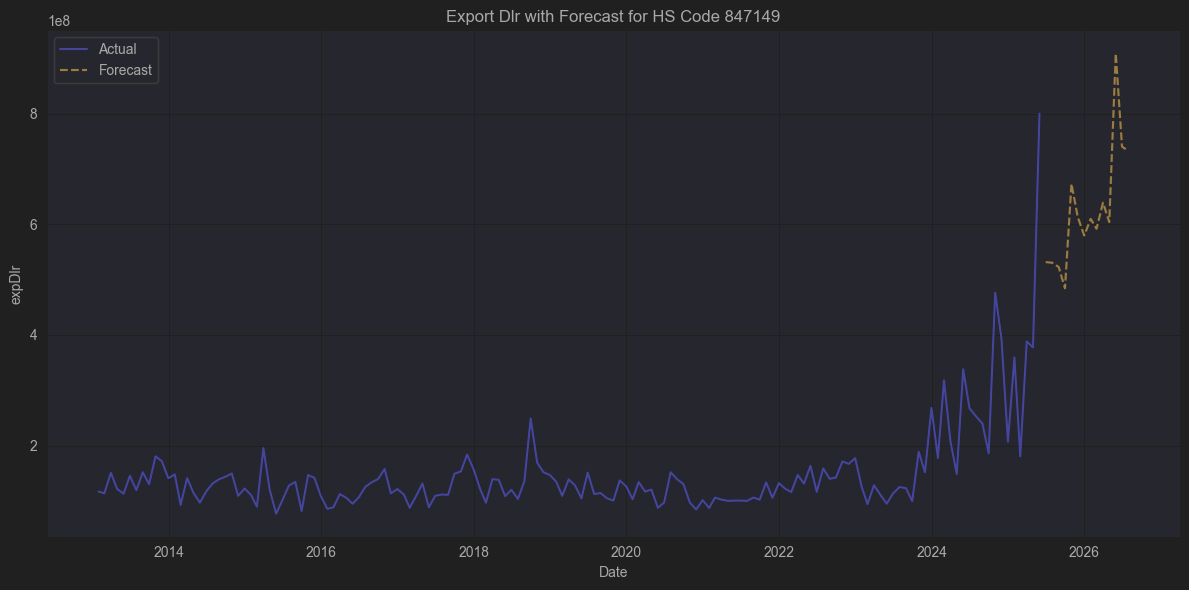 Export Dlr with Forecast for HS Code 847149
1e8
Actual
Forecast
8
6
4
2
expDlr
2014 2016 2018 2020 2022 2024 2026
Date